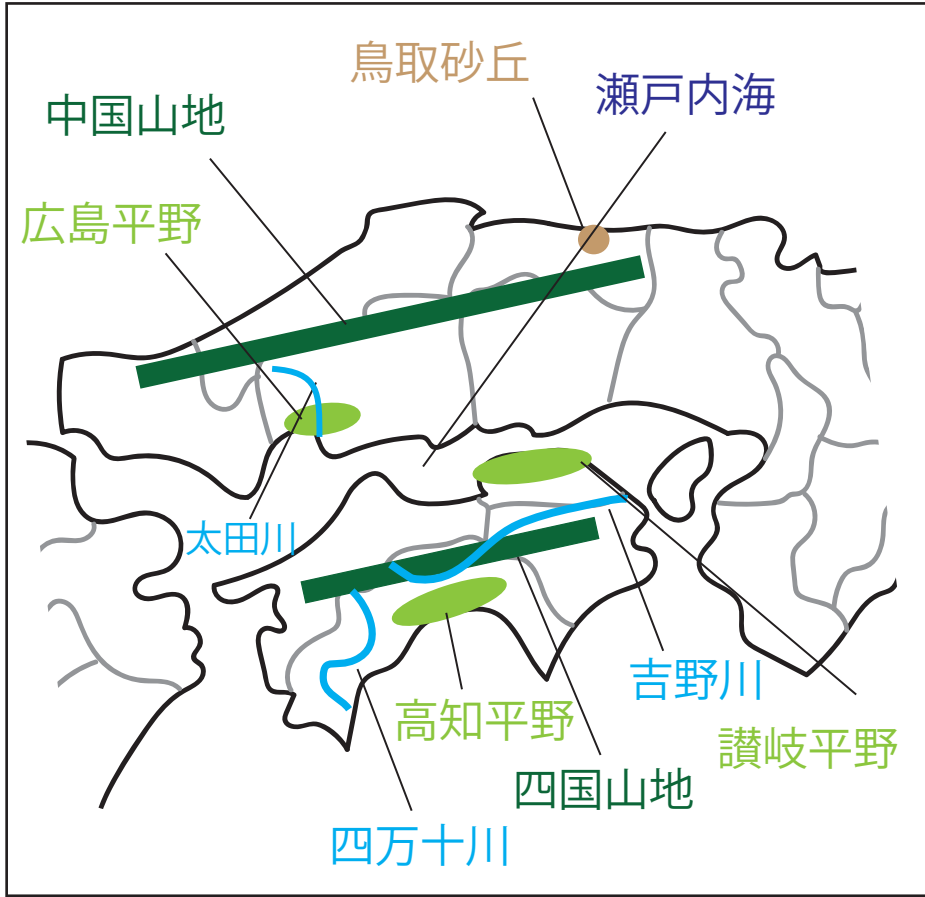 鳥取砂丘
瀬戸内海
中国山地
広島平野
太田川
吉野川
高知平野
讃岐平野
四国山地
四万十川